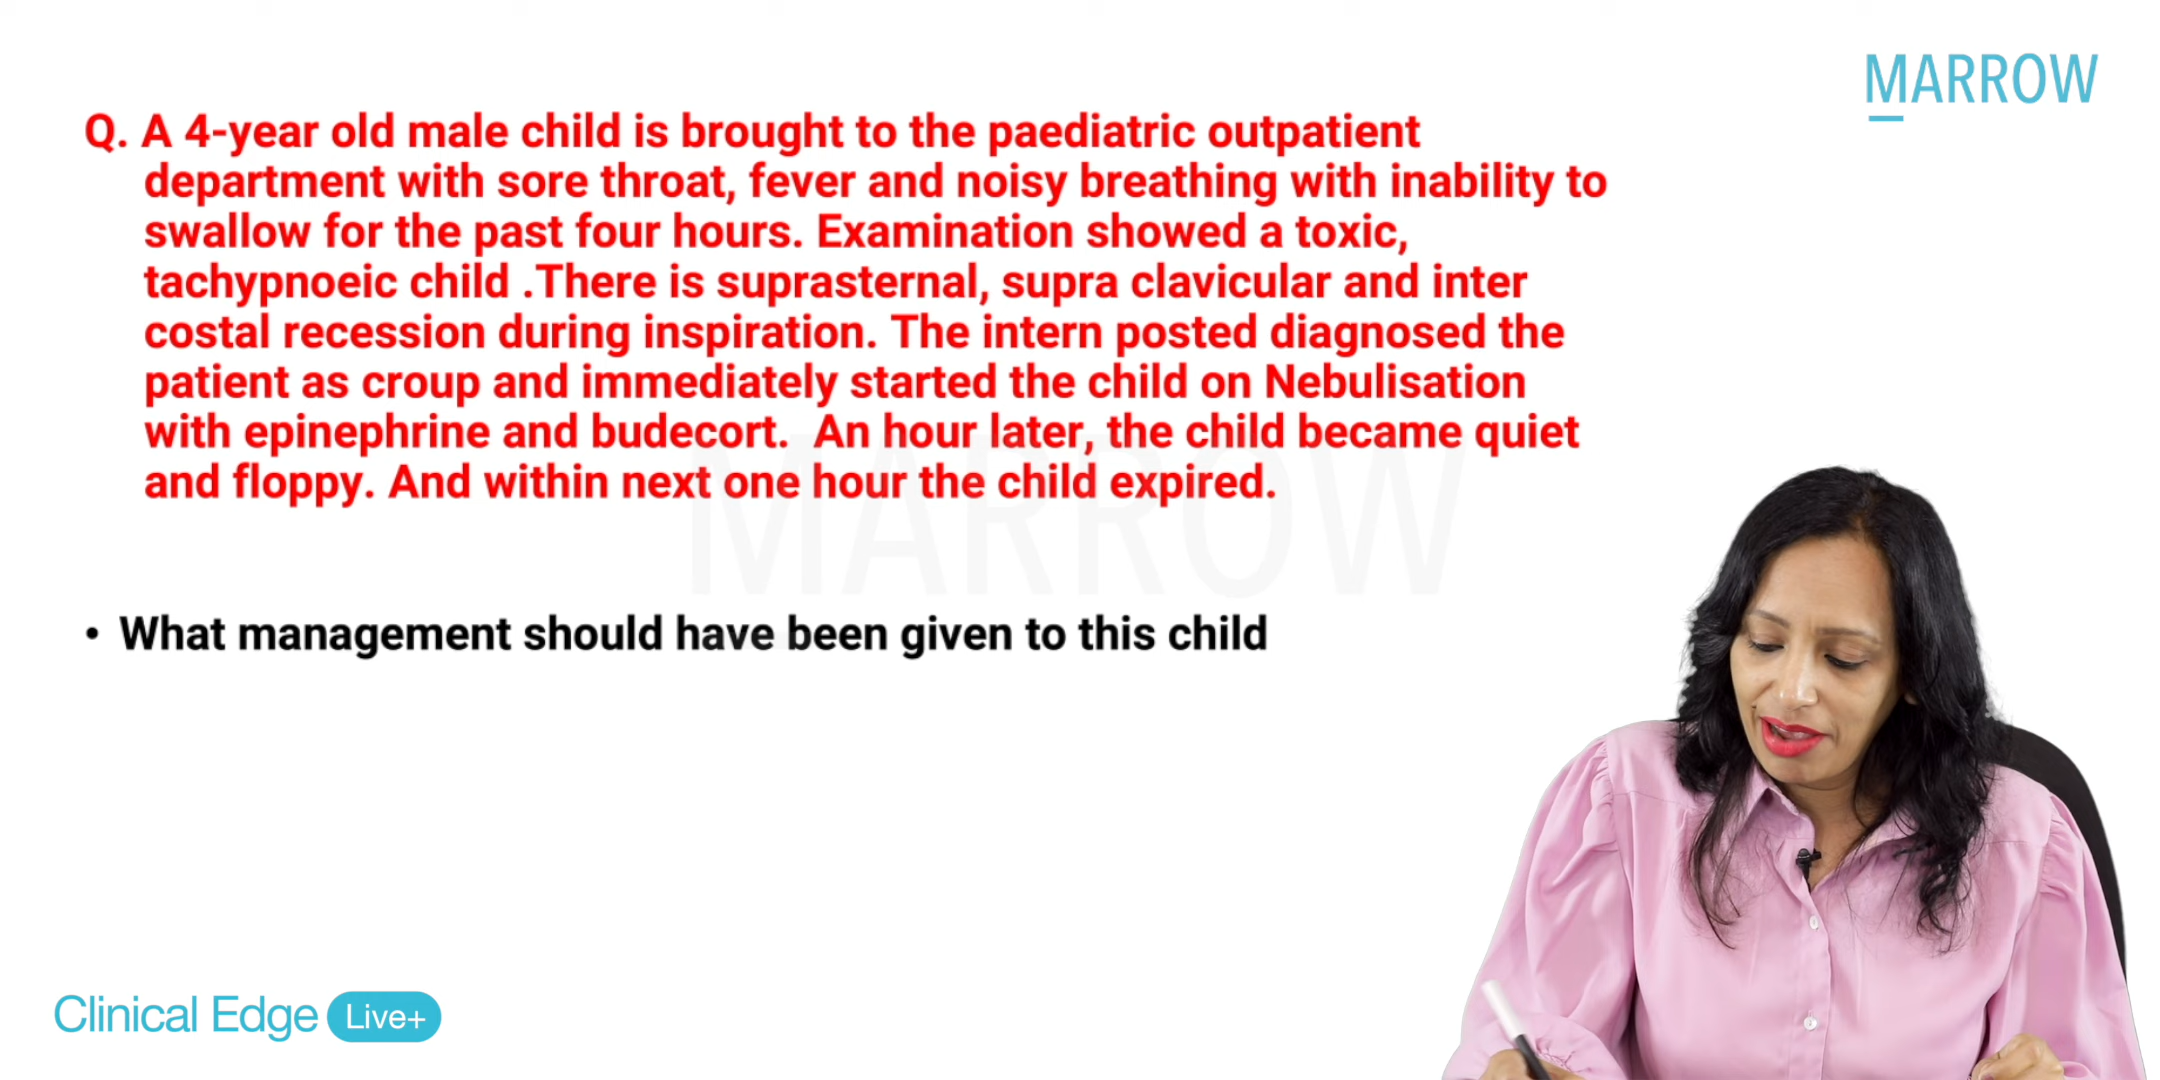 MARROW
Q. A 4-year old male child is brought to the paediatric outpatient
department with sore throat, fever and noisy breathing with inability to
swallow for the past four hours. Examination showed a toxic,
tachypnoeic child .There is suprasternal, supra clavicular and inter
costal recession during inspiration. The intern posted diagnosed the
patient as croup and immediately started the child on Nebulisation
with epinephrine and budecort.  An hour later, the child became quiet
and floppy. And within next one hour the child expired.
MARROW
• What management should have been given to this child
Clinical Edge Live+